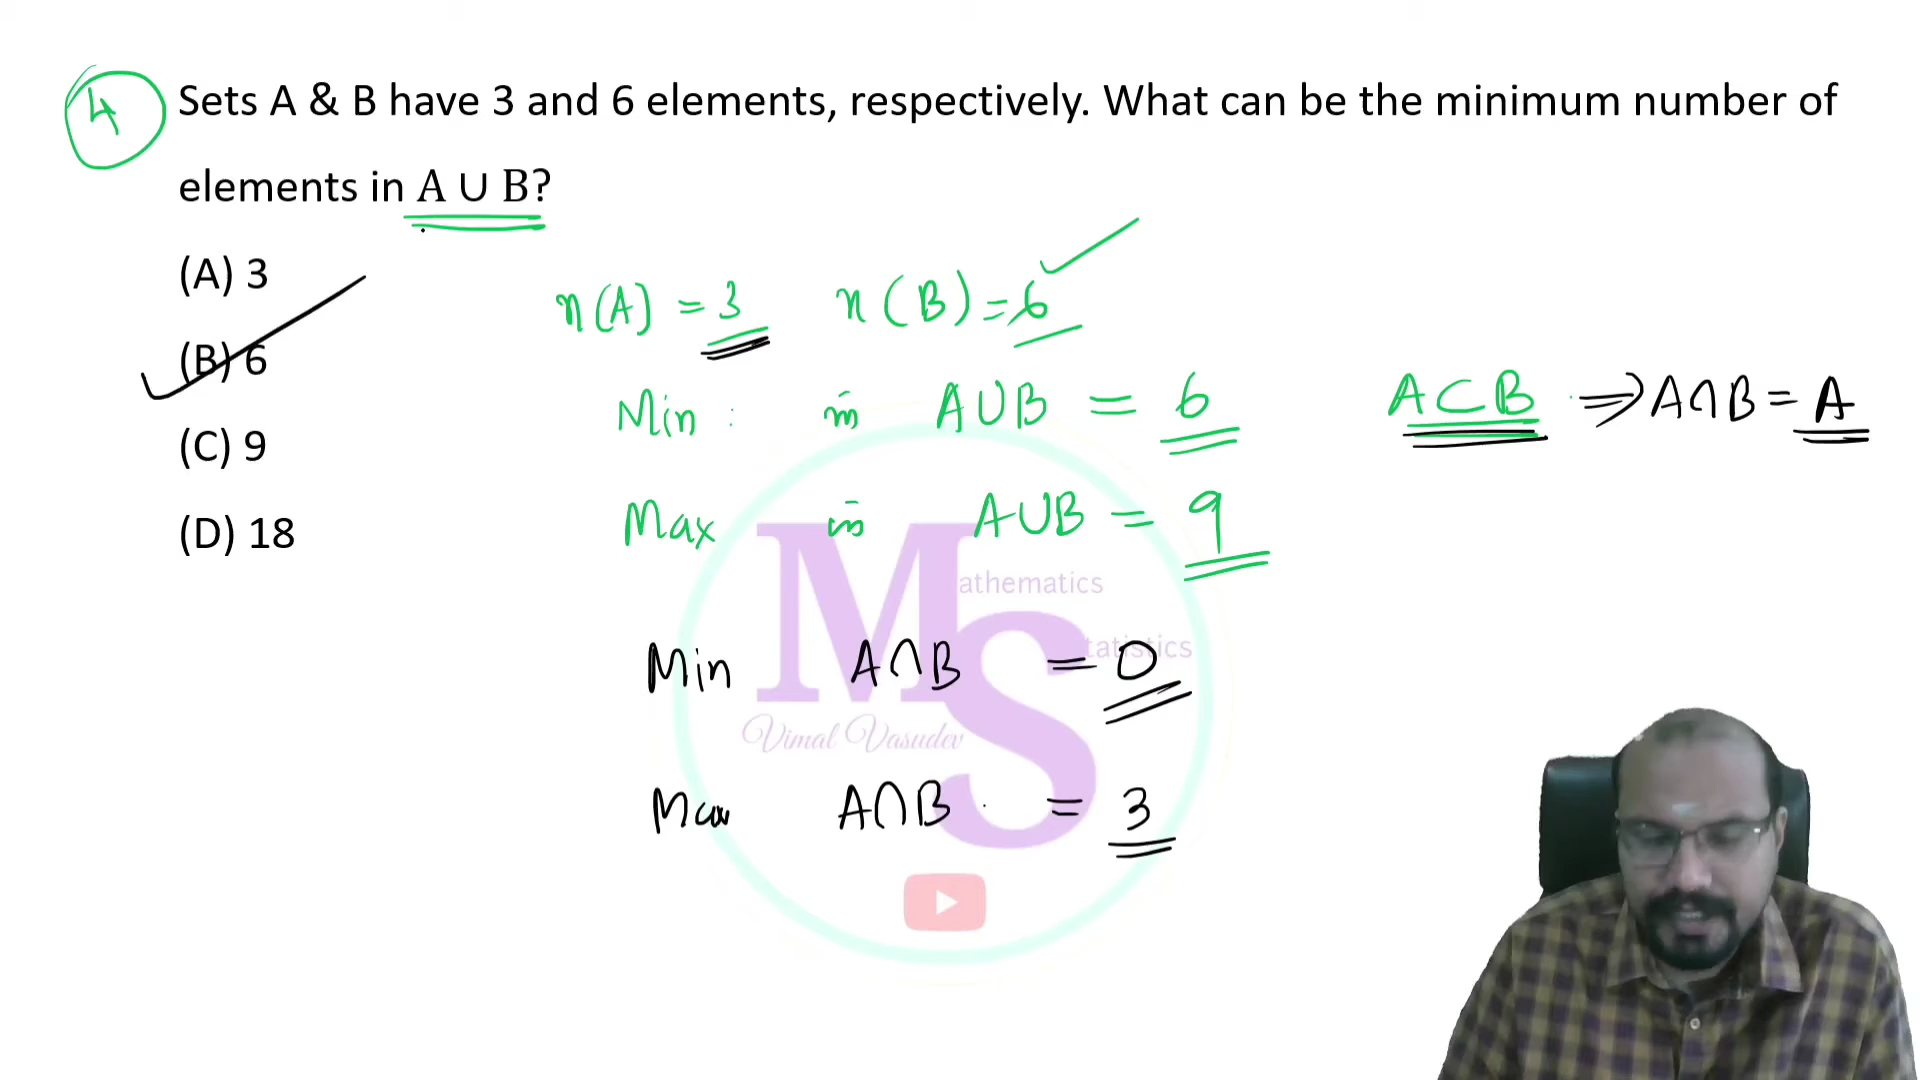 4
Sets A & B have 3 and 6 elements, respectively. What can be the minimum number of
elements in A ∪ B?
(A) 3
(B) 6
(C) 9
(D) 18
n(A) = 3 n(B) = 6
Min : in A∪B = 6 A⊂B ⇒ A∩B = A
Max in A∪B = 9
Min A∩B = 0
Max A∩B = 3
M
athematics
S
tatistics
Vimal Vasudev